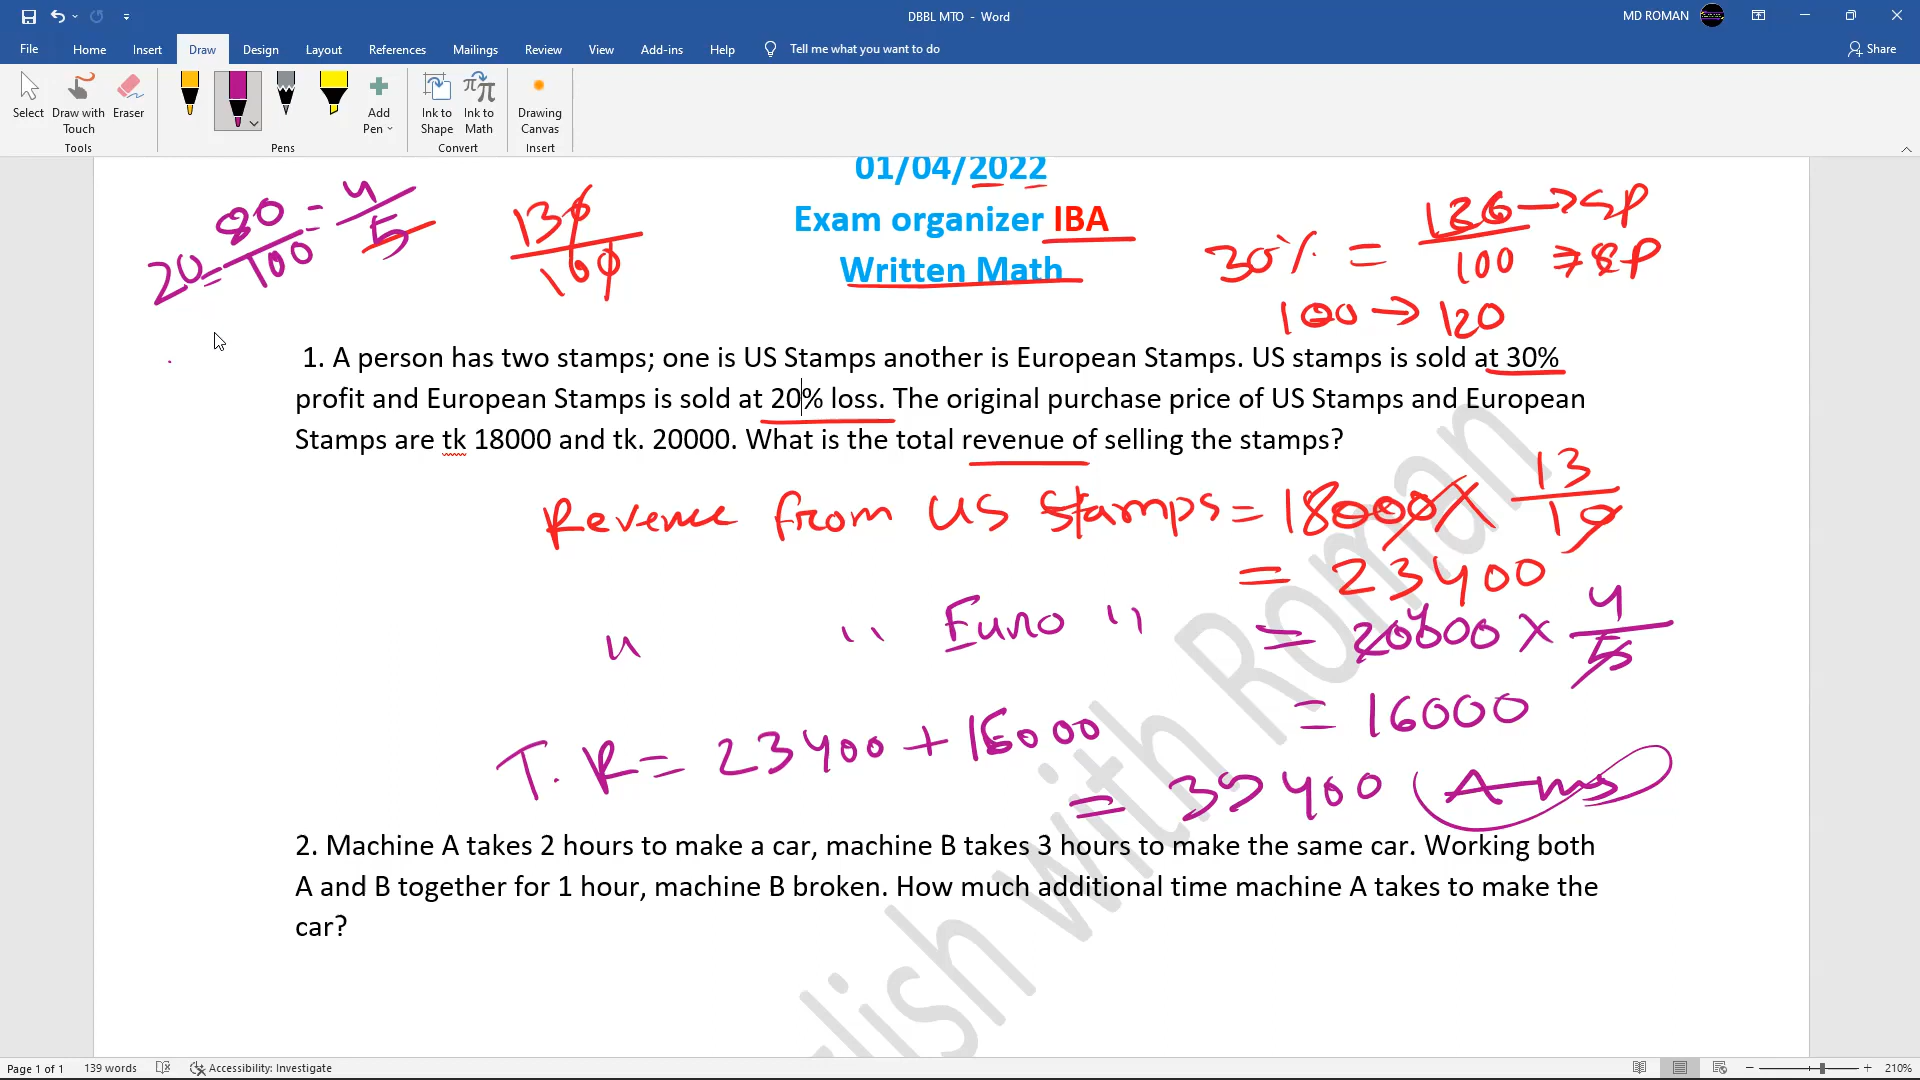 DBBL MTO - Word
MD ROMAN
File Home Insert Draw Design Layout References Mailings Review View Add-ins Help Tell me what you want to do Share
Select Draw with Touch Eraser Add Pen Ink to Shape Ink to Math Drawing Canvas
Tools Pens Convert Insert
01/04/2022
Exam organizer IBA
Written Math
20 = 80/100 = 4/5
130/100
30% = 130/100 → SP
100 → 120
1. A person has two stamps; one is US Stamps another is European Stamps. US stamps is sold at 30%
profit and European Stamps is sold at 20% loss. The original purchase price of US Stamps and European
Stamps are tk 18000 and tk. 20000. What is the total revenue of selling the stamps?
Revenue from US Stamps = 18000 × 13/10
= 23400
" " Euro " = 20000 × 4/5
= 16000
T. R = 23400 + 16000
= 39400 (Ans)
2. Machine A takes 2 hours to make a car, machine B takes 3 hours to make the same car. Working both
A and B together for 1 hour, machine B broken. How much additional time machine A takes to make the
car?
lish with Roman
Page 1 of 1 139 words Accessibility: Investigate 210%